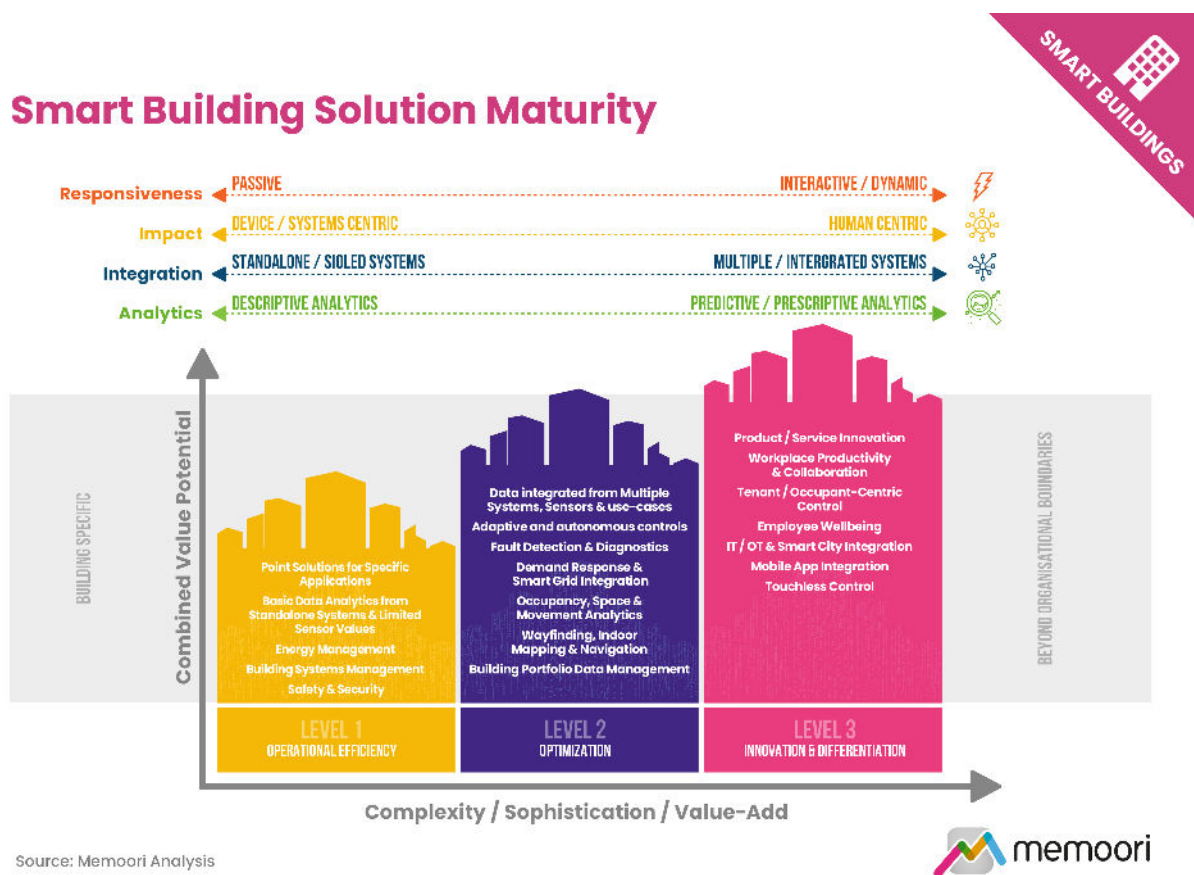 SMART BUILDINGS
Smart Building Solution Maturity
Responsiveness
PASSIVE
INTERACTIVE / DYNAMIC
Impact
DEVICE / SYSTEMS CENTRIC
HUMAN CENTRIC
Integration
STANDALONE / SIOLED SYSTEMS
MULTIPLE / INTERGRATED SYSTEMS
Analytics
DESCRIPTIVE ANALYTICS
PREDICTIVE / PRESCRIPTIVE ANALYTICS
BUILDING SPECIFIC
Combined Value Potential
Point Solutions for Specific
Applications
Basic Data Analytics from
Standalone Systems & Limited
Sensor Values
Energy Management
Building Systems Management
Safety & Security
LEVEL 1
OPERATIONAL EFFICIENCY
Data integrated from Multiple
Systems, Sensors & use-cases
Adaptive and autonomous controls
Fault Detection & Diagnostics
Demand Response &
Smart Grid Integration
Occupancy, Space &
Movement Analytics
Wayfinding, Indoor
Mapping & Navigation
Building Portfolio Data Management
LEVEL 2
OPTIMIZATION
Product / Service Innovation
Workplace Productivity
& Collaboration
Tenant / Occupant-Centric
Control
Employee Wellbeing
IT / OT & Smart City Integration
Mobile App Integration
Touchless Control
LEVEL 3
INNOVATION & DIFFERENTIATION
BEYOND ORGANISATIONAL BOUNDARIES
Complexity / Sophistication / Value-Add
Source: Memoori Analysis
memoori